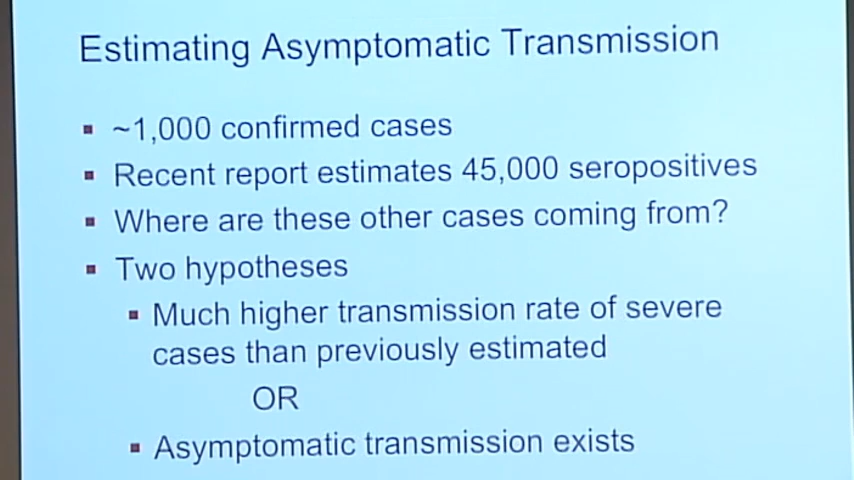 Estimating Asymptomatic Transmission
~1,000 confirmed cases
Recent report estimates 45,000 seropositives
Where are these other cases coming from?
Two hypotheses
Much higher transmission rate of severe
cases than previously estimated
OR
Asymptomatic transmission exists